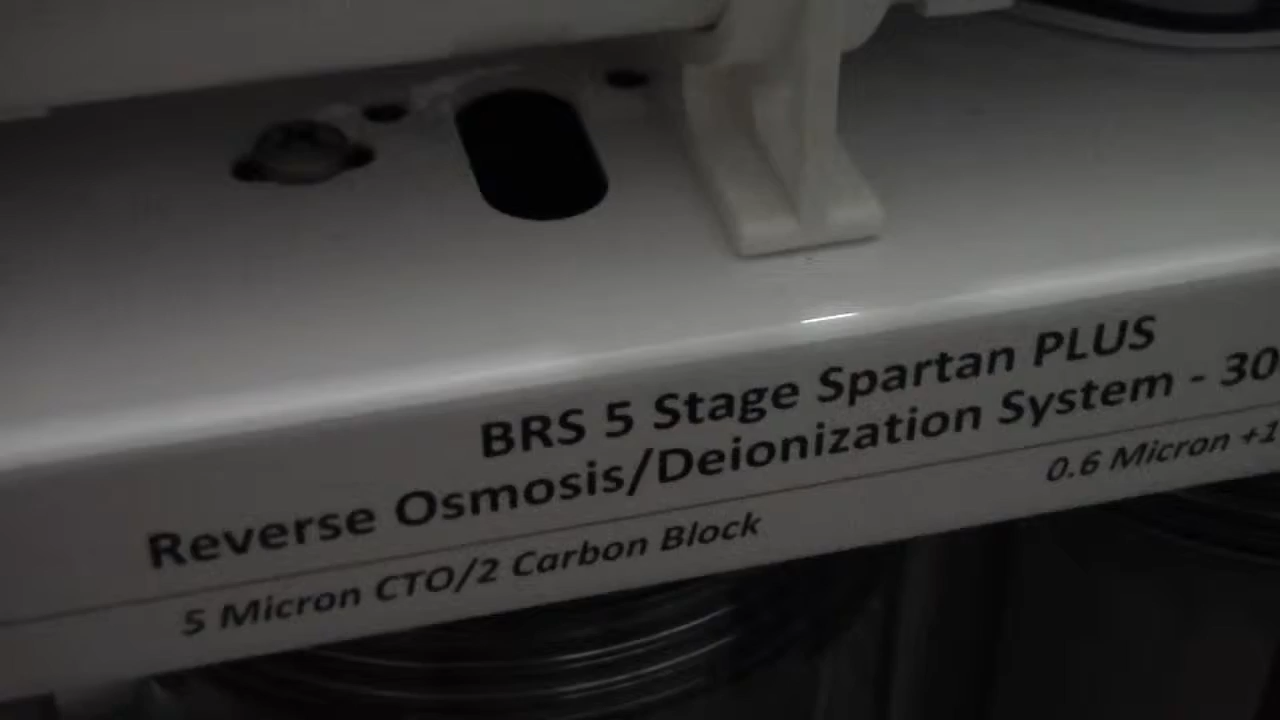 BRS 5 Stage Spartan PLUS
Reverse Osmosis/Deionization System - 30
5 Micron CTO/2 Carbon Block
0.6 Micron +1